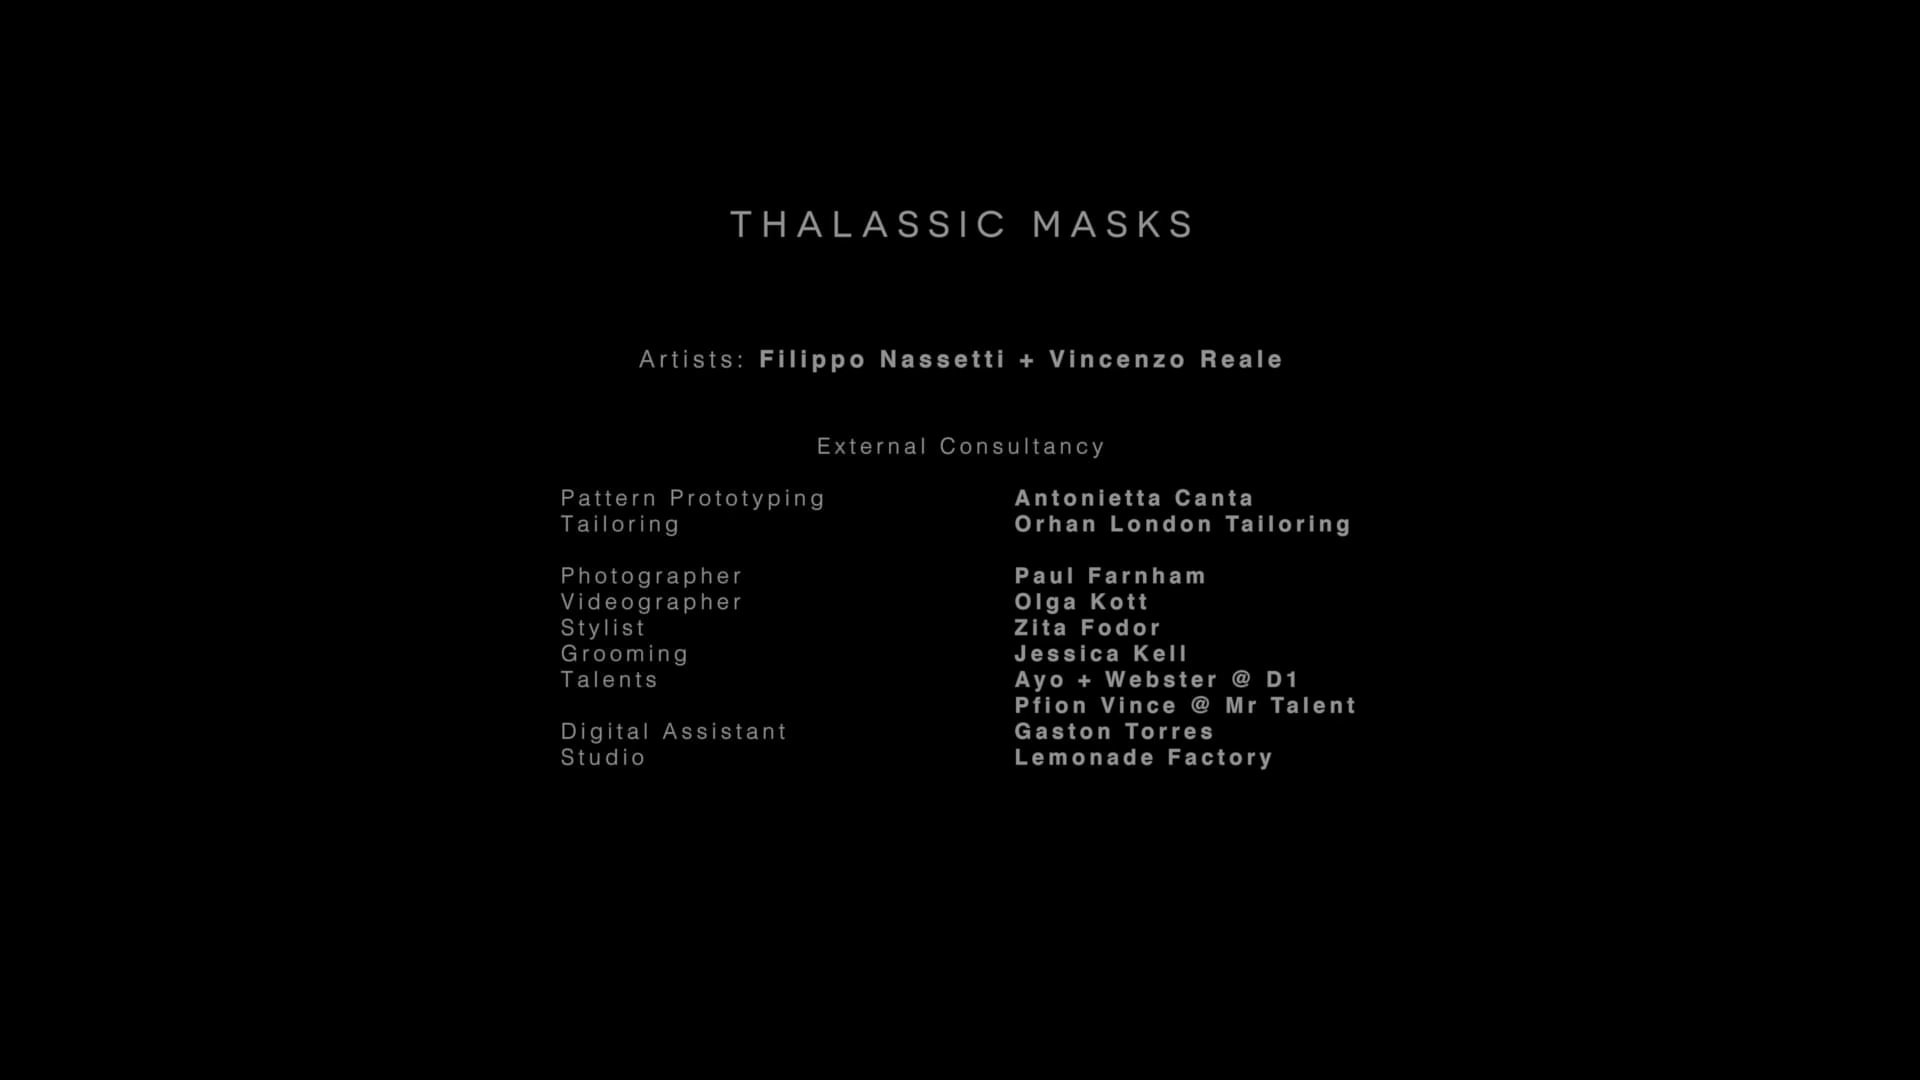 THALASSIC MASKS
Artists: Filippo Nassetti + Vincenzo Reale
External Consultancy
Pattern Prototyping Antonietta Canta
Tailoring Orhan London Tailoring
Photographer Paul Farnham
Videographer Olga Kott
Stylist Zita Fodor
Grooming Jessica Kell
Talents Ayo + Webster @ D1
Pfion Vince @ Mr Talent
Digital Assistant Gaston Torres
Studio Lemonade Factory